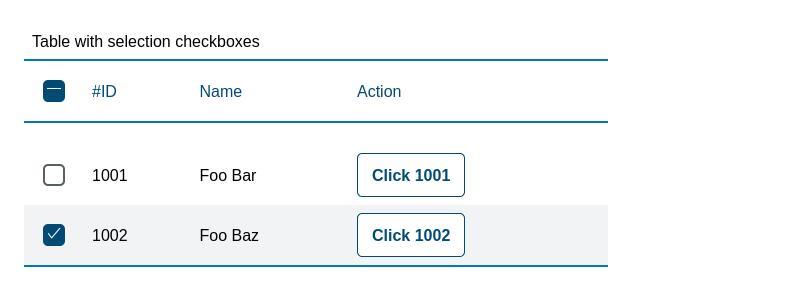 Table with selection checkboxes
#ID Name Action
1001 Foo Bar Click 1001
1002 Foo Baz Click 1002